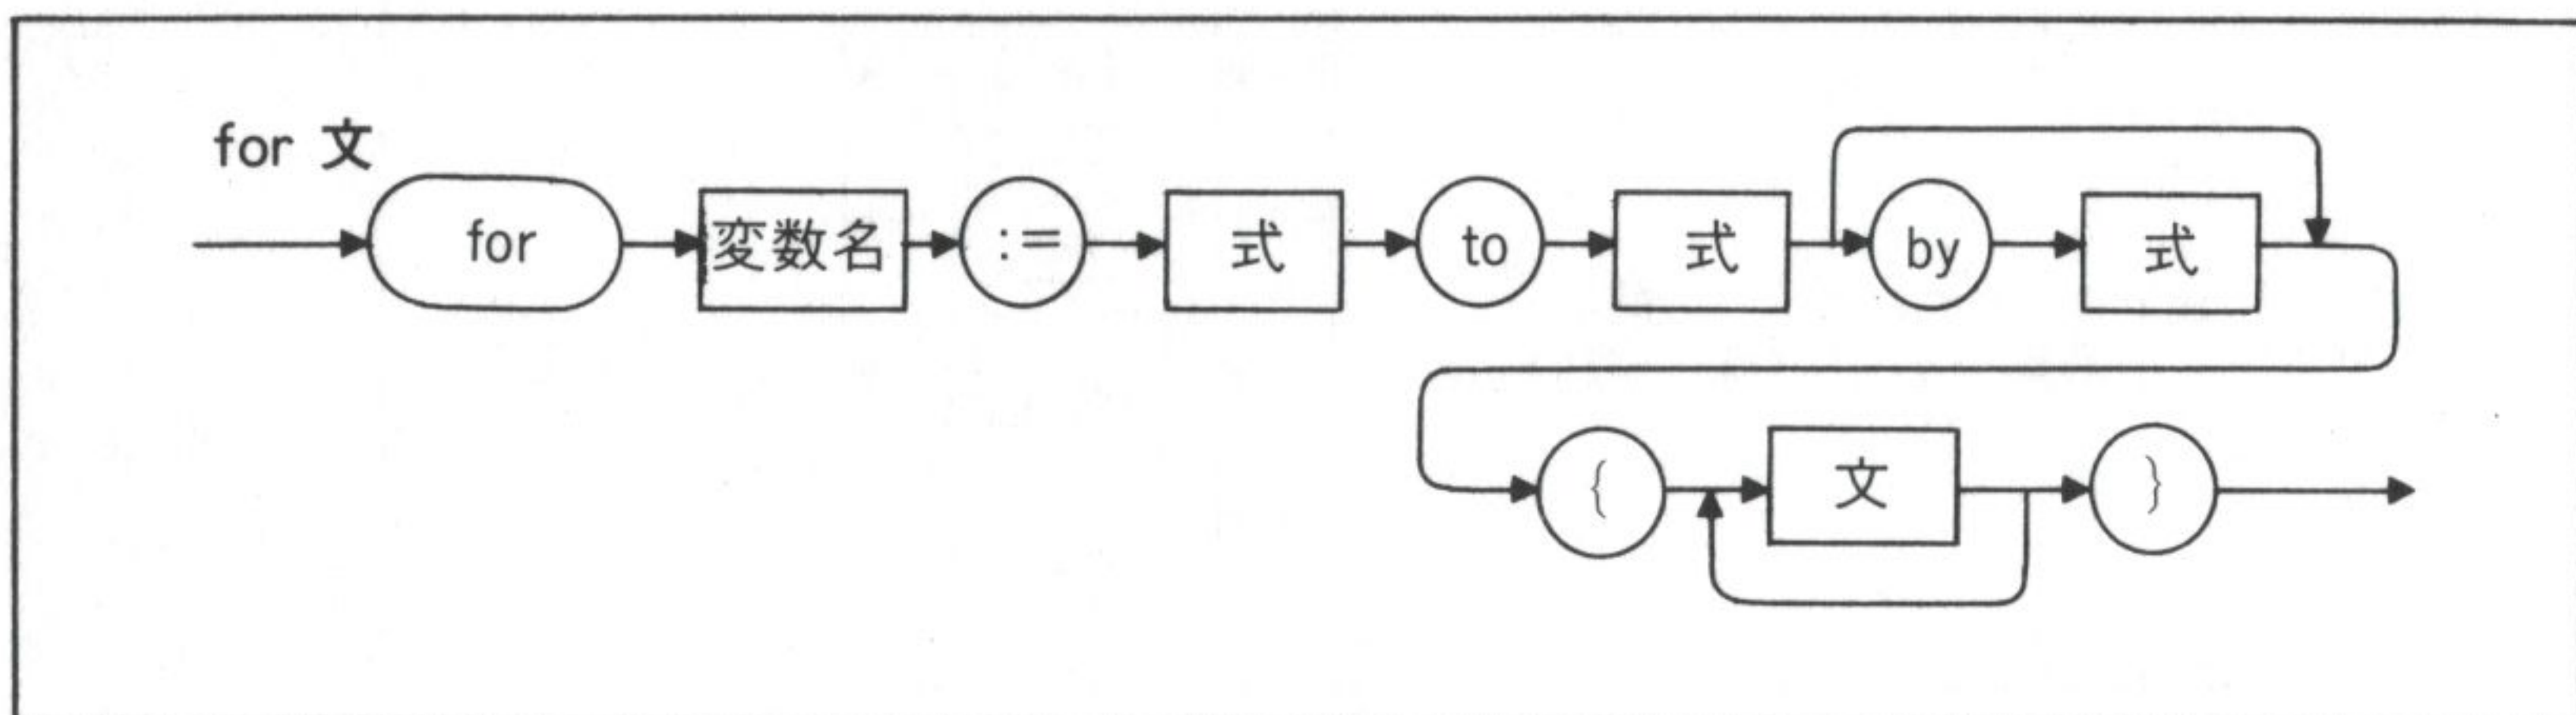 for 文
for 変数名 := 式 to 式 by 式
{ 文 }